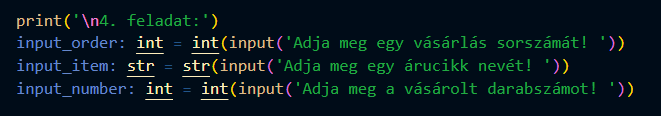 print('\n4. feladat:')
input_order: int = int(input('Adja meg egy vásárlás sorszámát! '))
input_item: str = str(input('Adja meg egy árucikk nevét! '))
input_number: int = int(input('Adja meg a vásárolt darabszámot! '))